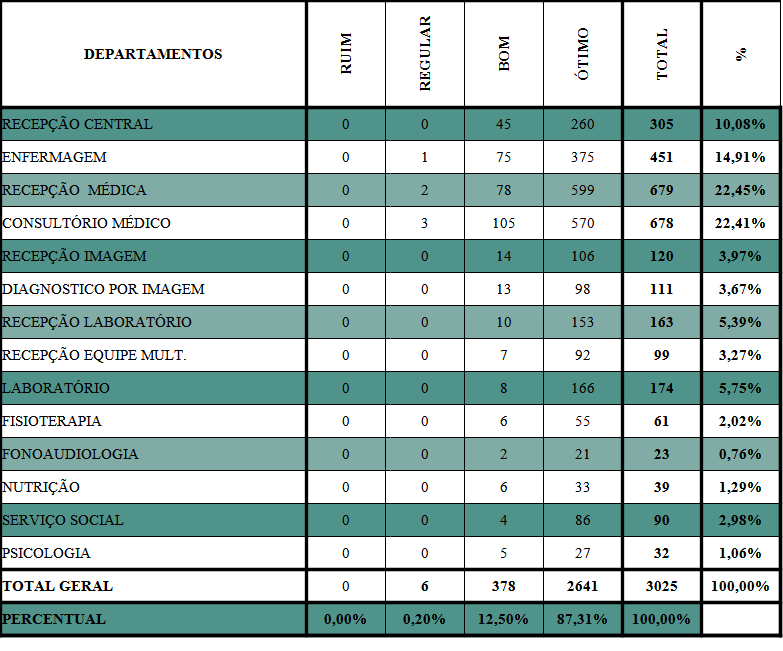 DEPARTAMENTOS RUIM REGULAR BOM ÓTIMO TOTAL %
RECEPÇÃO CENTRAL 0 0 45 260 305 10,08%
ENFERMAGEM 0 1 75 375 451 14,91%
RECEPÇÃO MÉDICA 0 2 78 599 679 22,45%
CONSULTÓRIO MÉDICO 0 3 105 570 678 22,41%
RECEPÇÃO IMAGEM 0 0 14 106 120 3,97%
DIAGNOSTICO POR IMAGEM 0 0 13 98 111 3,67%
RECEPÇÃO LABORATÓRIO 0 0 10 153 163 5,39%
RECEPÇÃO EQUIPE MULT. 0 0 7 92 99 3,27%
LABORATÓRIO 0 0 8 166 174 5,75%
FISIOTERAPIA 0 0 6 55 61 2,02%
FONOAUDIOLOGIA 0 0 2 21 23 0,76%
NUTRIÇÃO 0 0 6 33 39 1,29%
SERVIÇO SOCIAL 0 0 4 86 90 2,98%
PSICOLOGIA 0 0 5 27 32 1,06%
TOTAL GERAL 0 6 378 2641 3025 100,00%
PERCENTUAL 0,00% 0,20% 12,50% 87,31% 100,00%